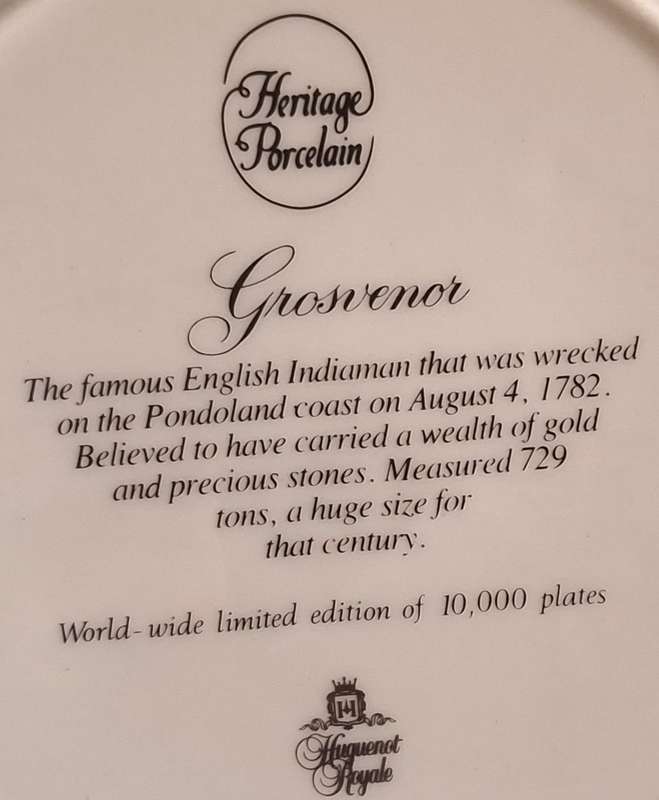 Heritage
Porcelain
Grosvenor
The famous English Indiaman that was wrecked
on the Pondoland coast on August 4, 1782.
Believed to have carried a wealth of gold
and precious stones. Measured 729
tons, a huge size for
that century.
World-wide limited edition of 10,000 plates
H
Huguenot
Royale